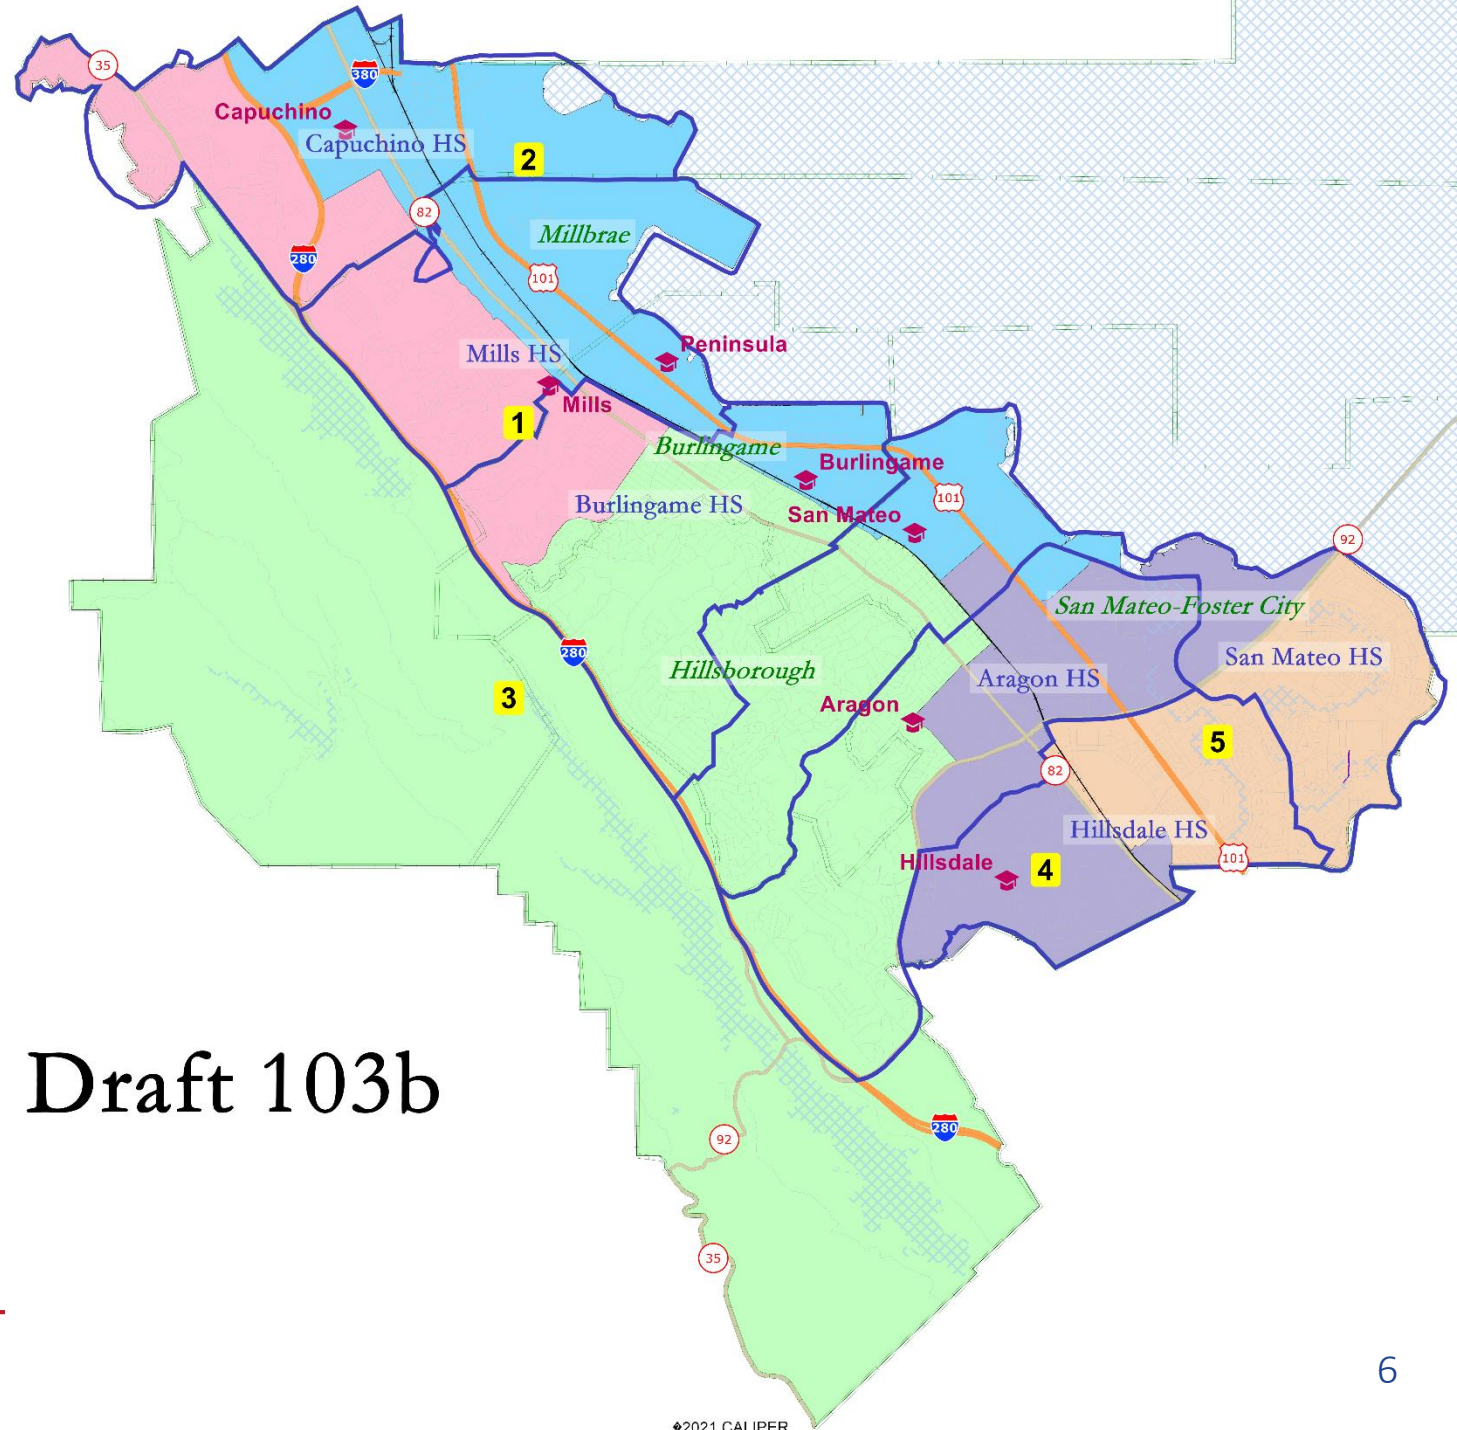 35
380
Capuchino
Capuchino HS
2
82
Millbrae
280
101
Peninsula
Mills HS
Mills
1
Burlingame
Burlingame
101
Burlingame HS
San Mateo
92
San Mateo-Foster City
280
Hillsborough
San Mateo HS
Aragon HS
3
Aragon
5
82
Hillsdale HS
101
Hillsdale
4
Draft 103b
280
92
35
6
�2021 CALIPER